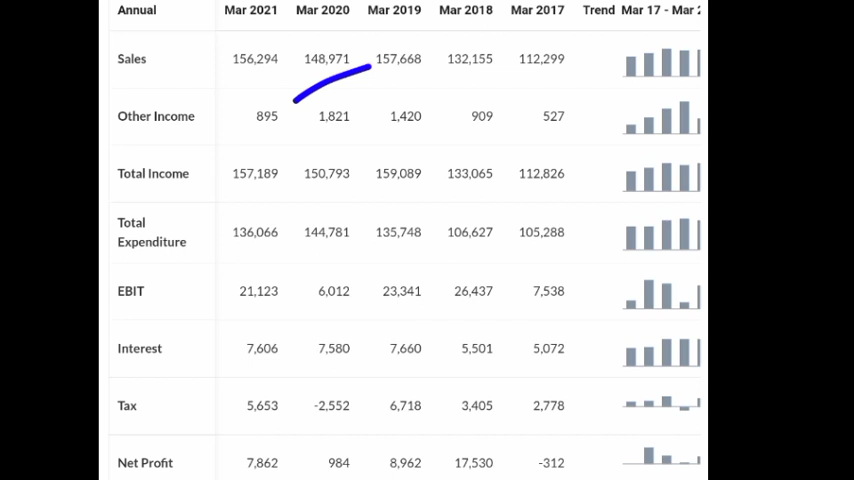 Annual Mar 2021 Mar 2020 Mar 2019 Mar 2018 Mar 2017 Trend Mar 17 - Mar
Sales 156,294 148,971 157,668 132,155 112,299
Other Income 895 1,821 1,420 909 527
Total Income 157,189 150,793 159,089 133,065 112,826
Total
Expenditure 136,066 144,781 135,748 106,627 105,288
EBIT 21,123 6,012 23,341 26,437 7,538
Interest 7,606 7,580 7,660 5,501 5,072
Tax 5,653 -2,552 6,718 3,405 2,778
Net Profit 7,862 984 8,962 17,530 -312